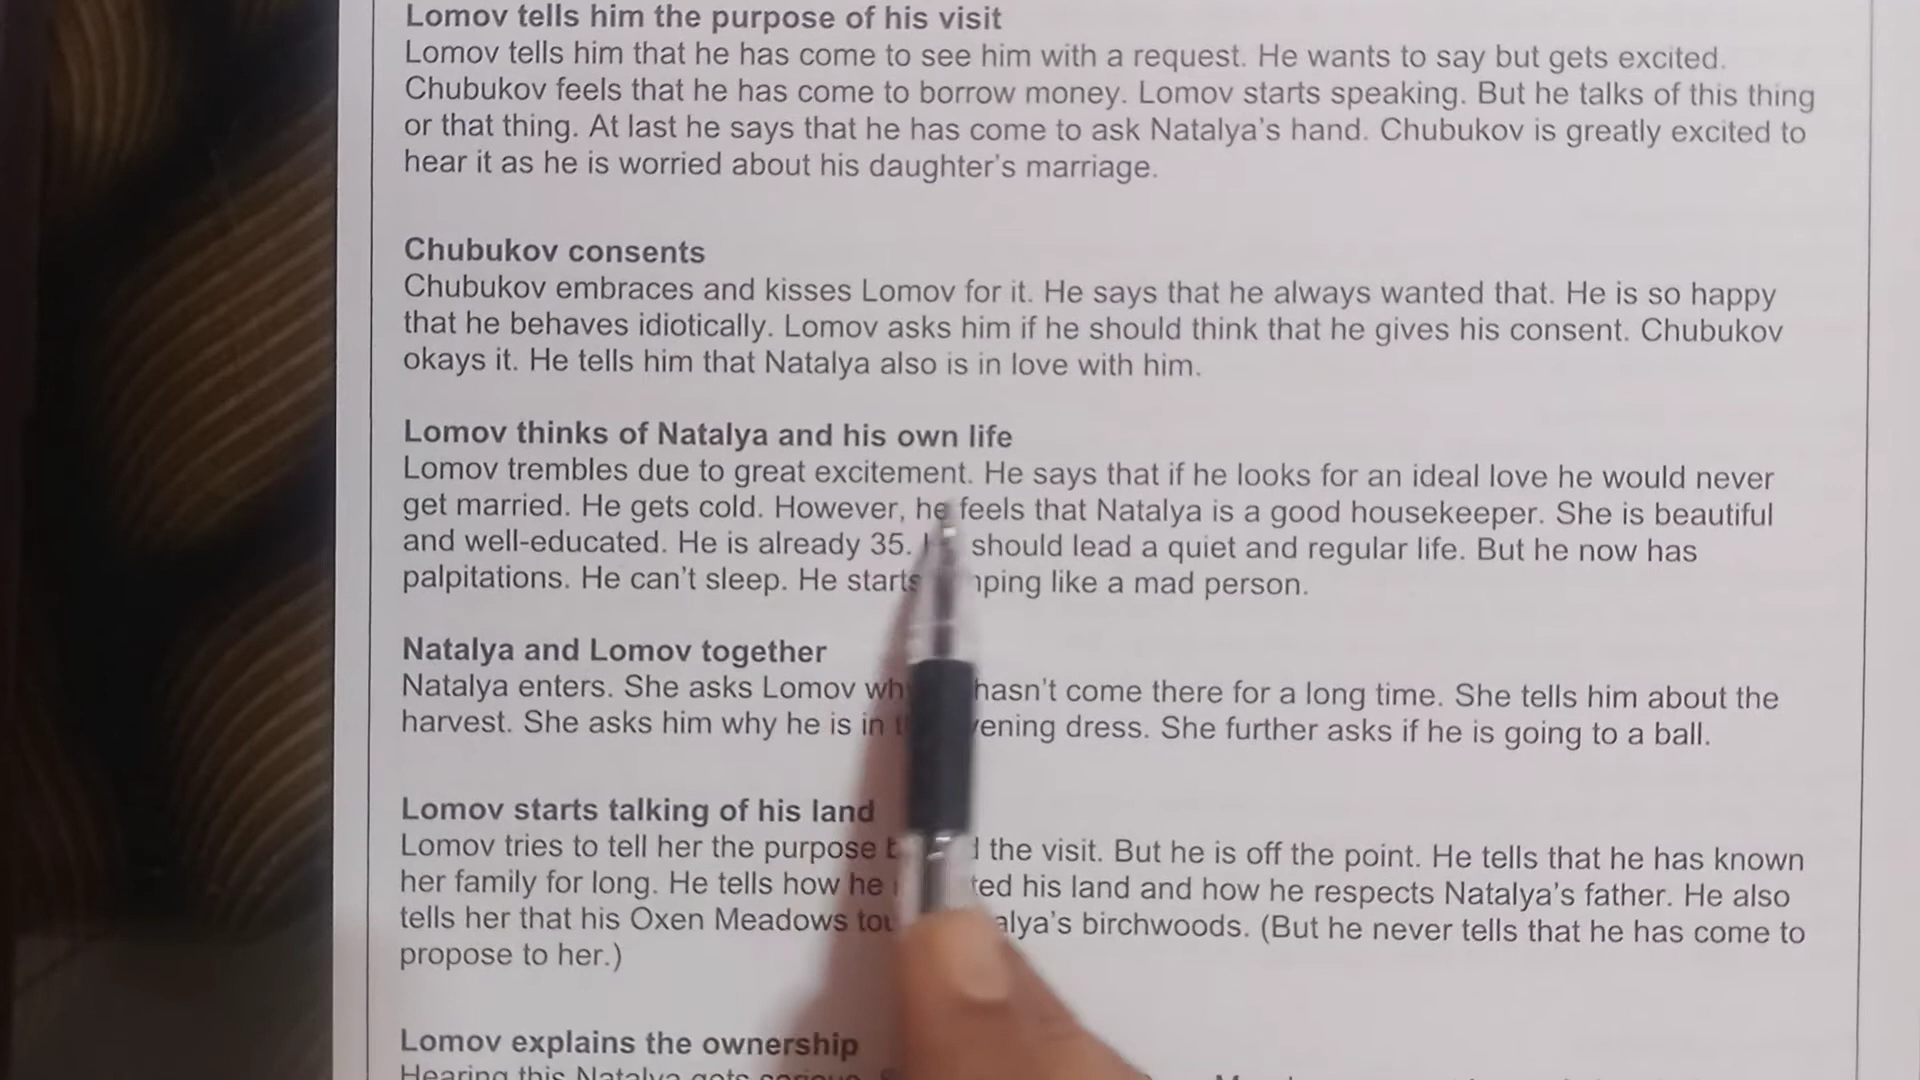 Lomov tells him the purpose of his visit
Lomov tells him that he has come to see him with a request. He wants to say but gets excited.
Chubukov feels that he has come to borrow money. Lomov starts speaking. But he talks of this thing
or that thing. At last he says that he has come to ask Natalya's hand. Chubukov is greatly excited to
hear it as he is worried about his daughter's marriage.
Chubukov consents
Chubukov embraces and kisses Lomov for it. He says that he always wanted that. He is so happy
that he behaves idiotically. Lomov asks him if he should think that he gives his consent. Chubukov
okays it. He tells him that Natalya also is in love with him.
Lomov thinks of Natalya and his own life
Lomov trembles due to great excitement. He says that if he looks for an ideal love he would never
get married. He gets cold. However, he feels that Natalya is a good housekeeper. She is beautiful
and well-educated. He is already 35. should lead a quiet and regular life. But he now has
palpitations. He can't sleep. He starts like a mad person.
Natalya and Lomov together
Natalya enters. She asks Lomov hasn't come there for a long time. She tells him about the
harvest. She asks him why he is in dress. She further asks if he is going to a ball.
Lomov starts talking of his land
Lomov tries to tell her the purpose the visit. But he is off the point. He tells that he has known
her family for long. He tells how he his land and how he respects Natalya's father. He also
tells her that his Oxen Meadows birchwoods. (But he never tells that he has come to
propose to her.)
Lomov explains the ownership
Hearing this Natalya gets